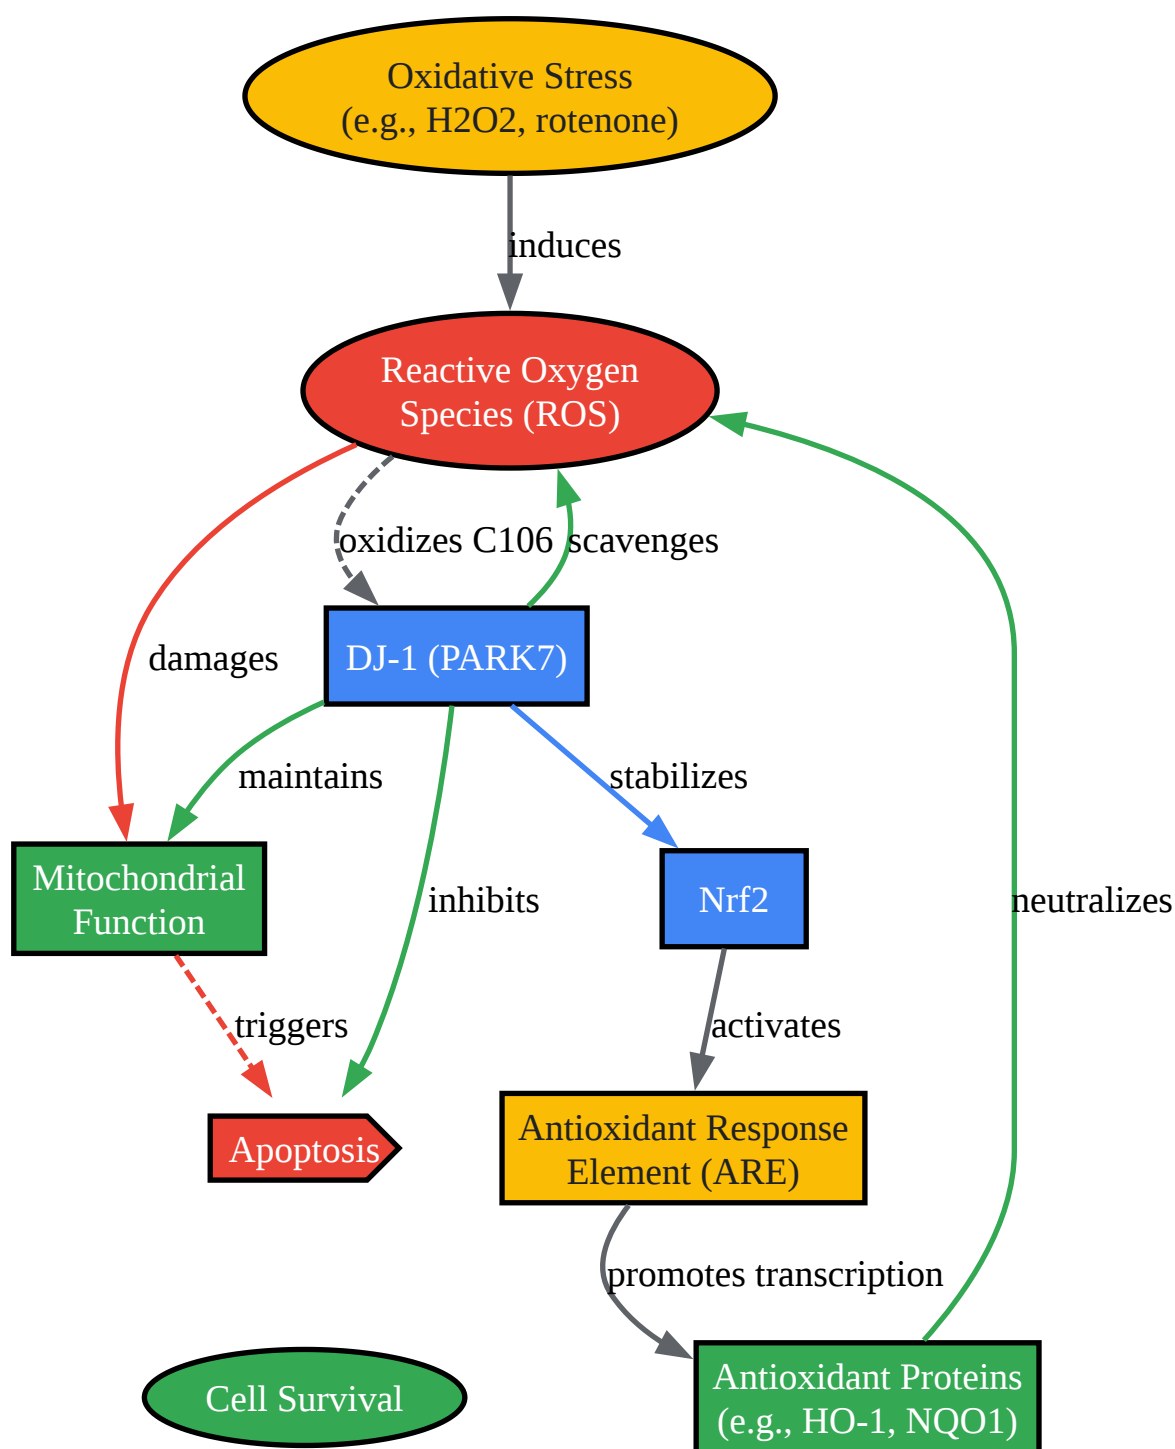 Oxidative Stress
(e.g., H2O2, rotenone)
induces
Reactive Oxygen
Species (ROS)
oxidizes C106
scavenges
damages
DJ-1 (PARK7)
maintains
stabilizes
Mitochondrial
Function
inhibits
Nrf2
neutralizes
triggers
activates
Apoptosis
Antioxidant Response
Element (ARE)
promotes transcription
Cell Survival
Antioxidant Proteins
(e.g., HO-1, NQO1)